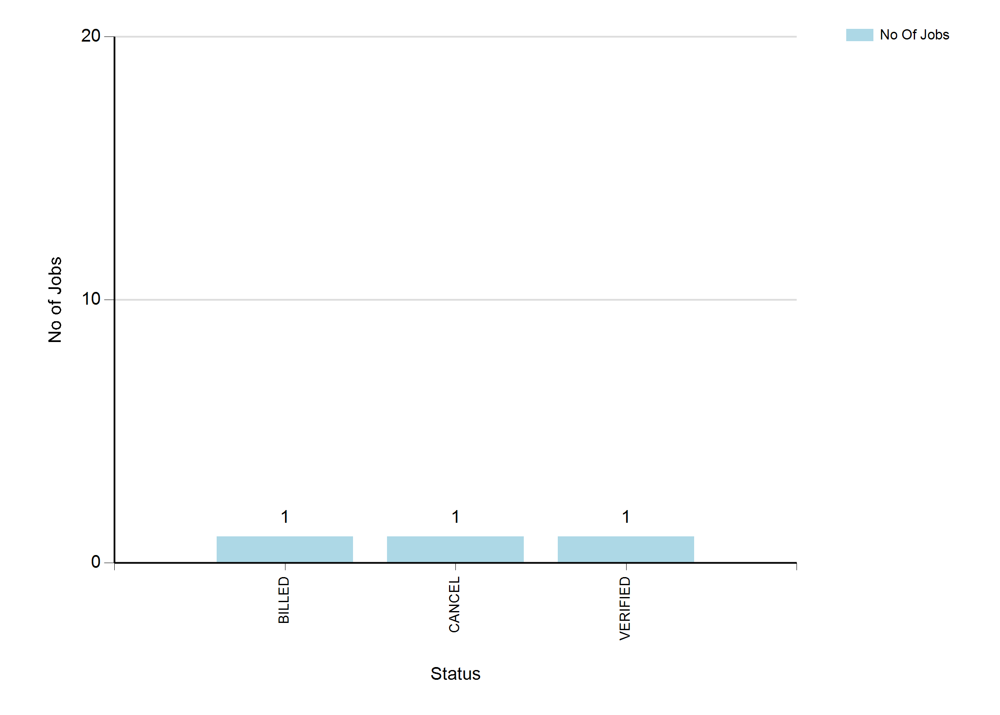 20
No Of Jobs
No of Jobs
10
1
1
1
0
BILLED
CANCEL
VERIFIED
Status